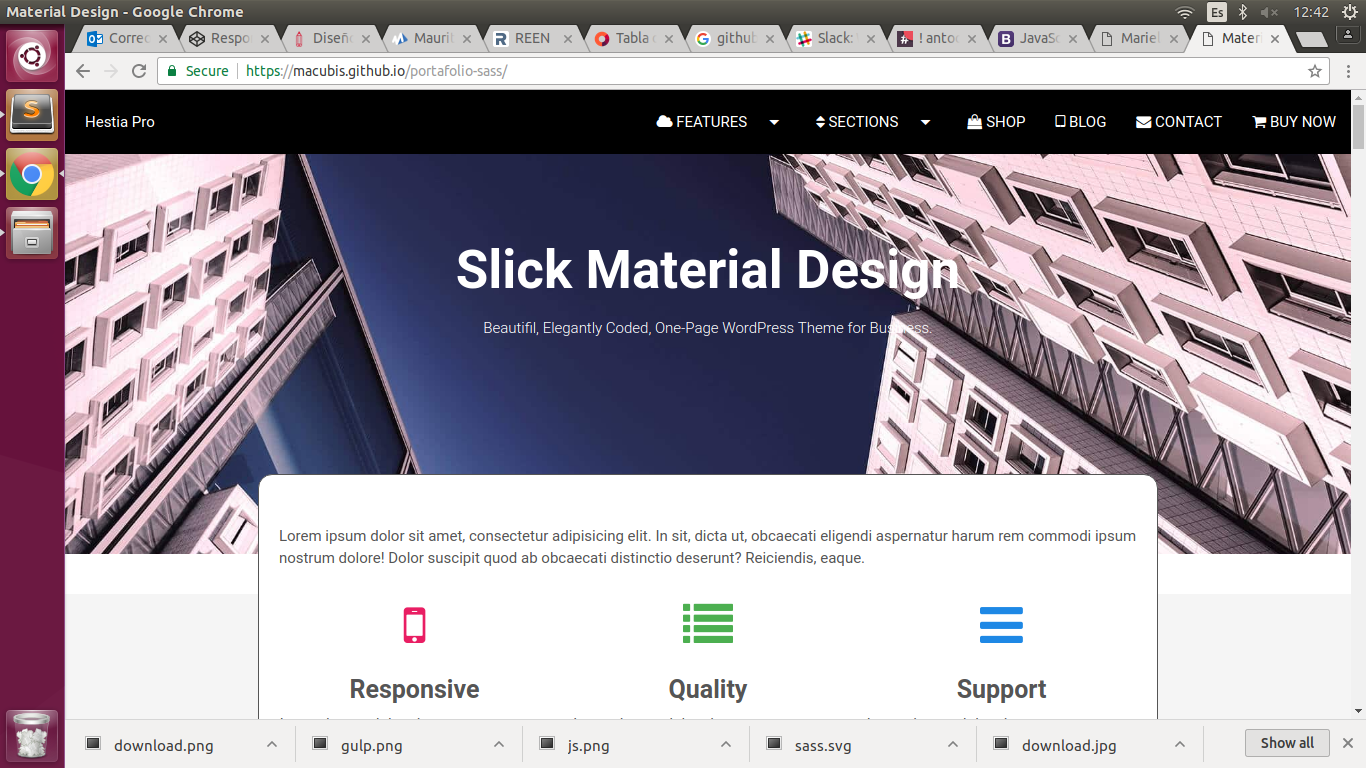 Material Design - Google Chrome
Es
12:42
Correo
Respo
Diseño
Maurit
REEN
Tabla
github
Slack:
! anto
JavaSc
Mariel
Materi
Secure
https://macubis.github.io/portafolio-sass/
Hestia Pro
FEATURES
SECTIONS
SHOP
BLOG
CONTACT
BUY NOW
Slick Material Design
Beautifil, Elegantly Coded, One-Page WordPress Theme for Business.
Lorem ipsum dolor sit amet, consectetur adipisicing elit. In sit, dicta ut, obcaecati eligendi aspernatur harum rem commodi ipsum
nostrum dolore! Dolor suscipit quod ab obcaecati distinctio deserunt? Reiciendis, eaque.
Responsive
Quality
Support
download.png
gulp.png
js.png
sass.svg
download.jpg
Show all